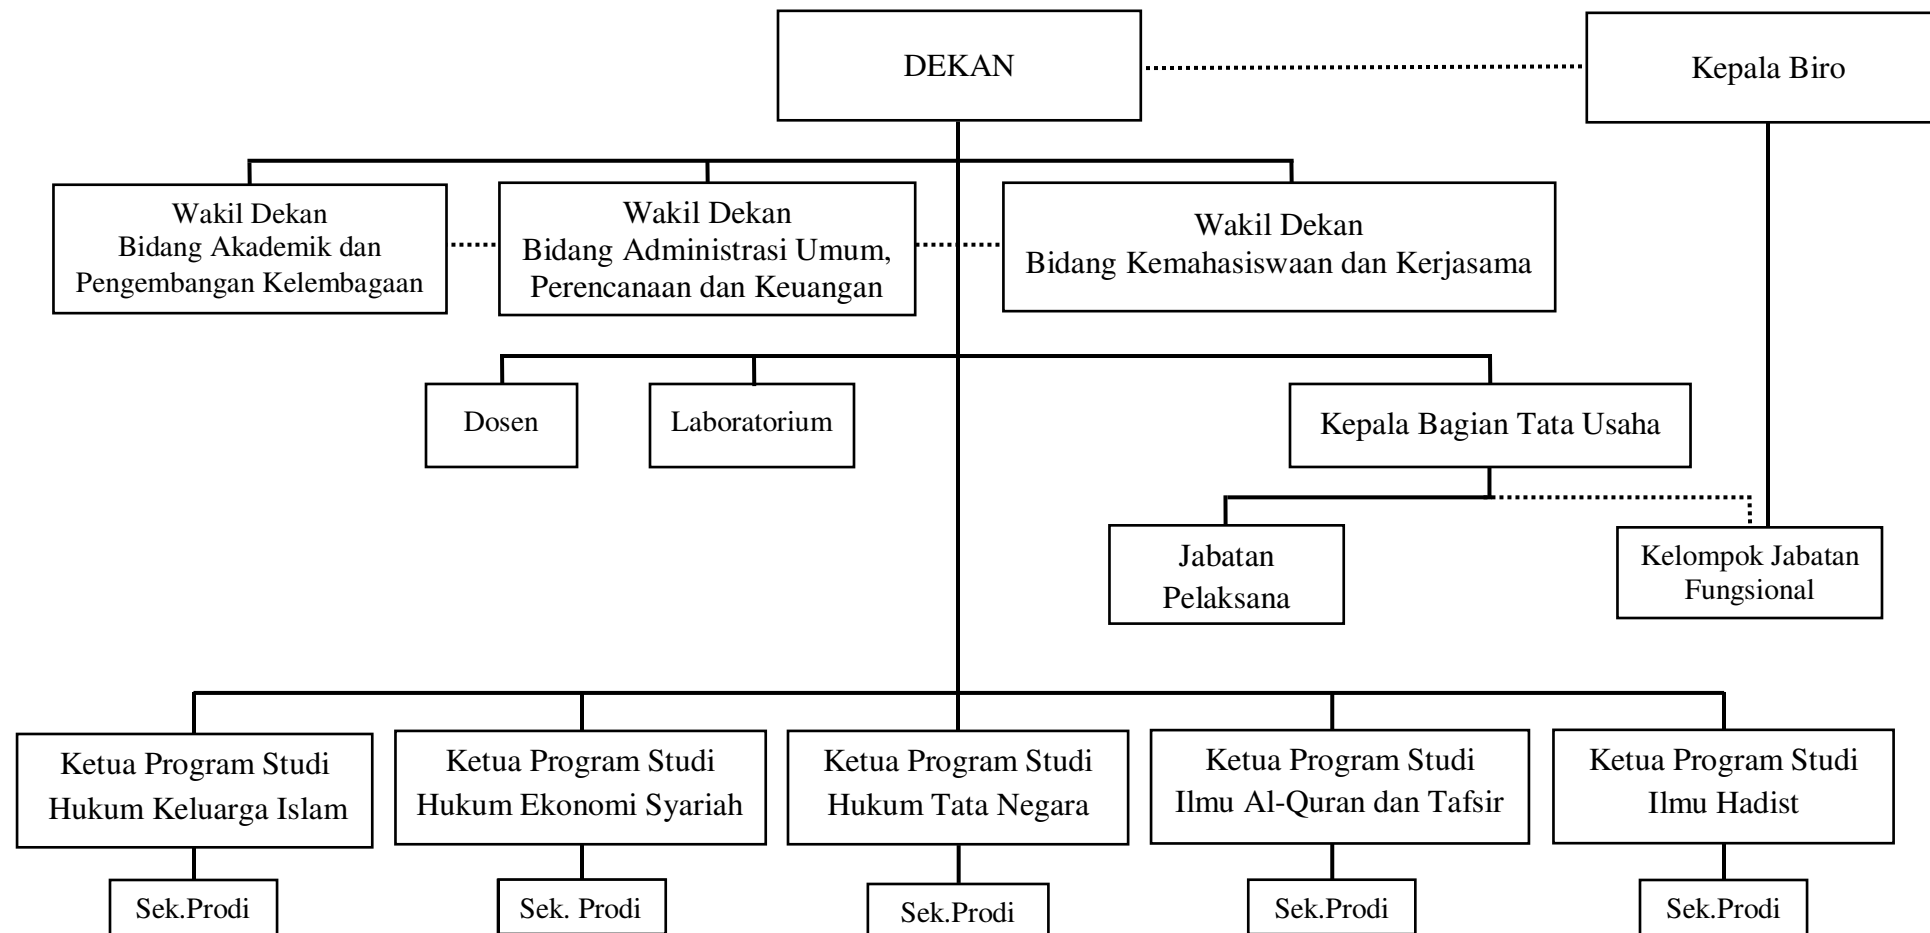 DEKAN
Kepala Biro
Wakil Dekan
Bidang Akademik dan
Pengembangan Kelembagaan
Wakil Dekan
Bidang Administrasi Umum,
Perencanaan dan Keuangan
Wakil Dekan
Bidang Kemahasiswaan dan Kerjasama
Dosen
Laboratorium
Kepala Bagian Tata Usaha
Jabatan
Pelaksana
Kelompok Jabatan
Fungsional
Ketua Program Studi
Hukum Keluarga Islam
Ketua Program Studi
Hukum Ekonomi Syariah
Ketua Program Studi
Hukum Tata Negara
Ketua Program Studi
Ilmu Al-Quran dan Tafsir
Ketua Program Studi
Ilmu Hadist
Sek.Prodi
Sek. Prodi
Sek.Prodi
Sek.Prodi
Sek.Prodi